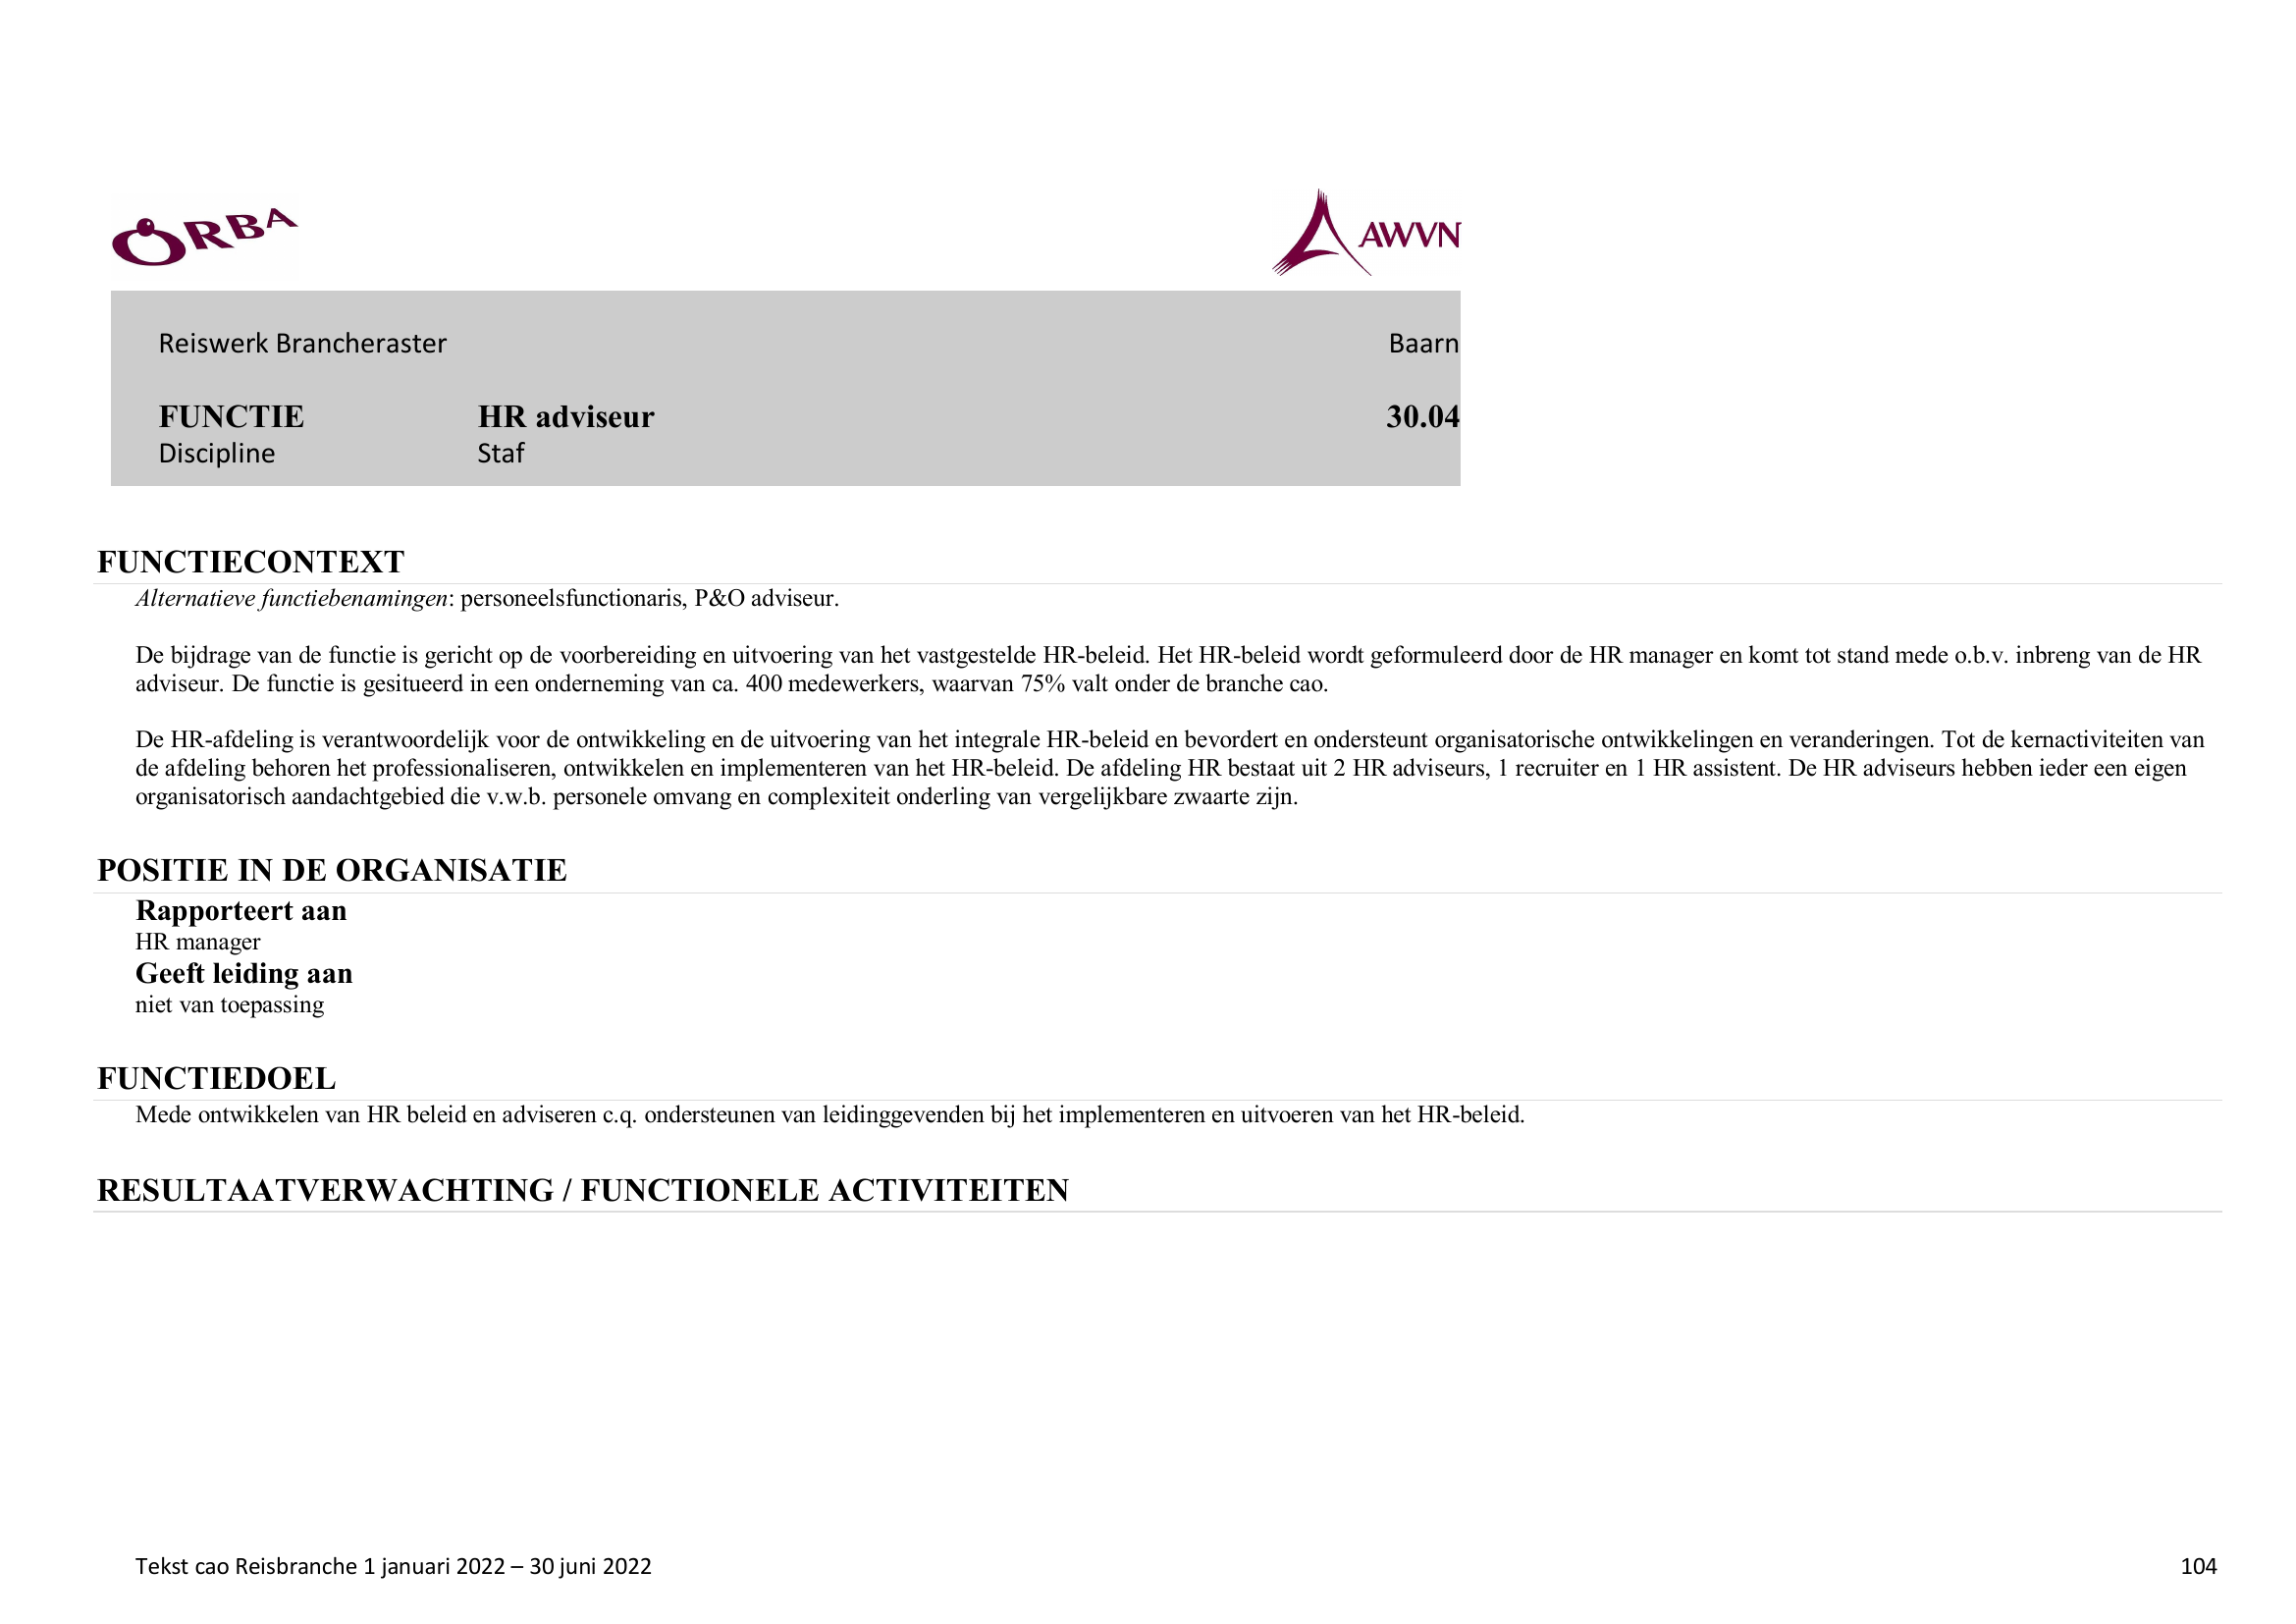 ORBA
AWVN
Reiswerk Brancheraster Baarn
FUNCTIE HR adviseur 30.04
Discipline Staf
FUNCTIECONTEXT
Alternatieve functiebenamingen: personeelsfunctionaris, P&O adviseur.
De bijdrage van de functie is gericht op de voorbereiding en uitvoering van het vastgestelde HR-beleid. Het HR-beleid wordt geformuleerd door de HR manager en komt tot stand mede o.b.v. inbreng van de HR
adviseur. De functie is gesitueerd in een onderneming van ca. 400 medewerkers, waarvan 75% valt onder de branche cao.
De HR-afdeling is verantwoordelijk voor de ontwikkeling en de uitvoering van het integrale HR-beleid en bevordert en ondersteunt organisatorische ontwikkelingen en veranderingen. Tot de kernactiviteiten van
de afdeling behoren het professionaliseren, ontwikkelen en implementeren van het HR-beleid. De afdeling HR bestaat uit 2 HR adviseurs, 1 recruiter en 1 HR assistent. De HR adviseurs hebben ieder een eigen
organisatorisch aandachtgebied die v.w.b. personele omvang en complexiteit onderling van vergelijkbare zwaarte zijn.
POSITIE IN DE ORGANISATIE
Rapporteert aan
HR manager
Geeft leiding aan
niet van toepassing
FUNCTIEDOEL
Mede ontwikkelen van HR beleid en adviseren c.q. ondersteunen van leidinggevenden bij het implementeren en uitvoeren van het HR-beleid.
RESULTAATVERWACHTING / FUNCTIONELE ACTIVITEITEN
Tekst cao Reisbranche 1 januari 2022 – 30 juni 2022 104